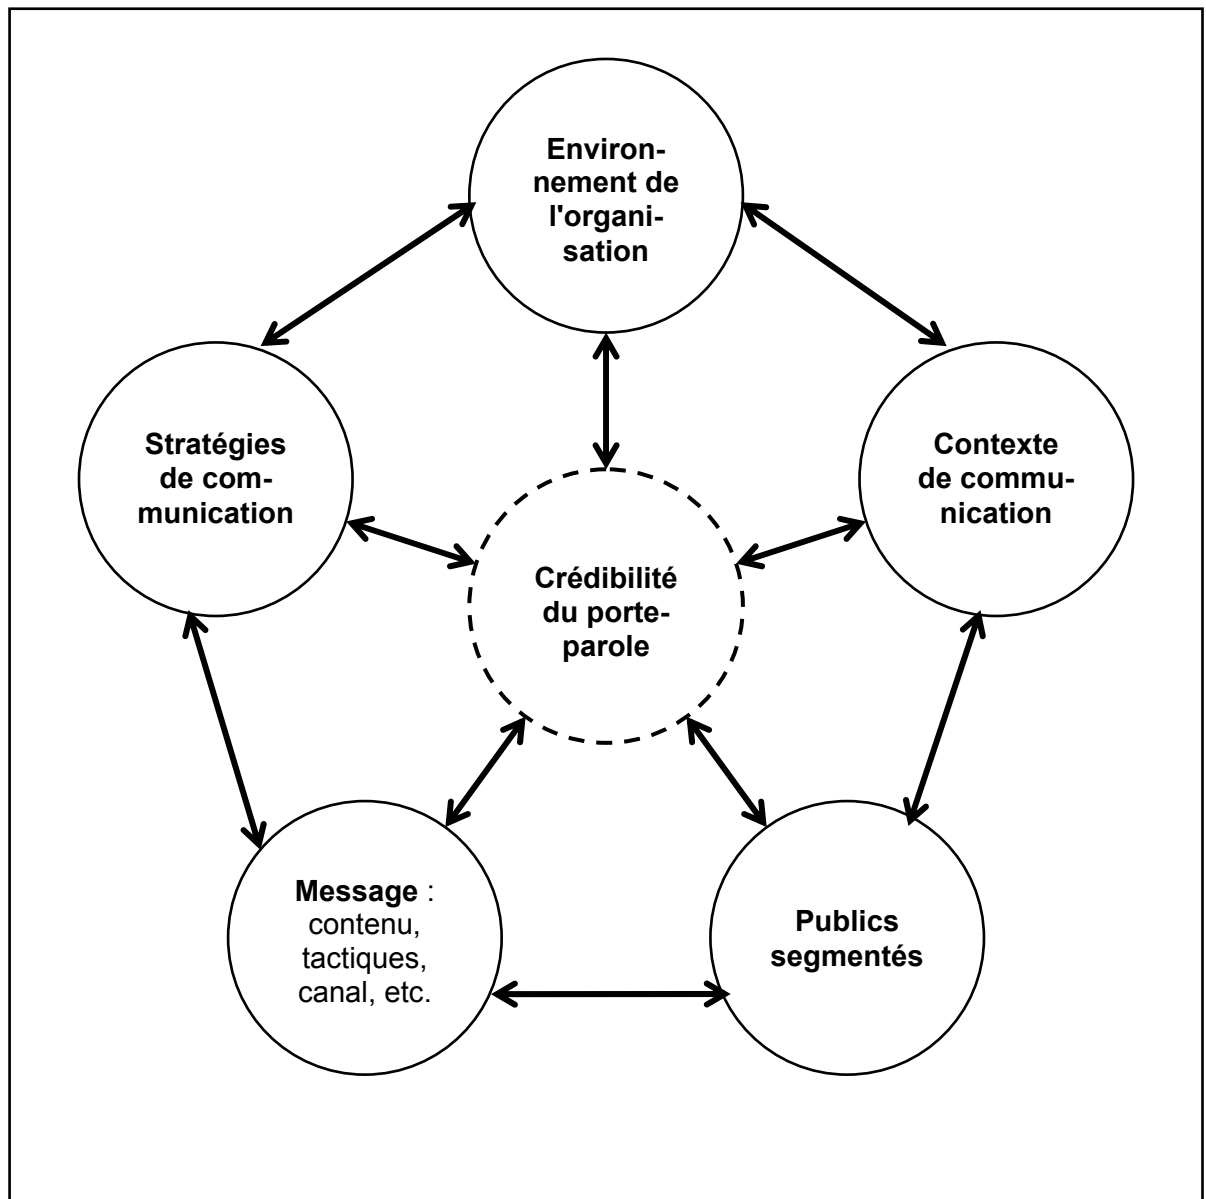 Environ-
nement de
l'organi-
sation
Stratégies
de com-
munication
Contexte
de commu-
nication
Crédibilité
du porte-
parole
Message :
contenu,
tactiques,
canal, etc.
Publics
segmentés